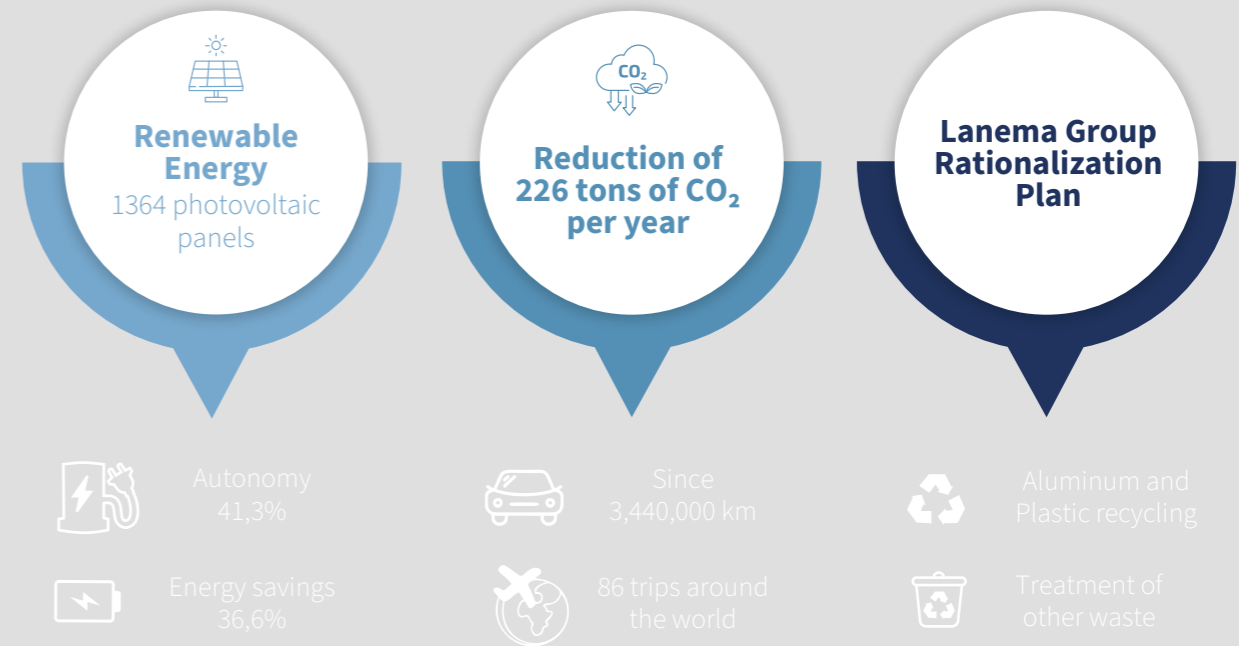 Renewable
Energy
1364 photovoltaic
panels
CO₂
Reduction of
226 tons of CO₂
per year
Lanema Group
Rationalization
Plan
Autonomy
41,3%
Energy savings
36,6%
Since
3,440,000 km
86 trips around
the world
Aluminum and
Plastic recycling
Treatment of
other waste